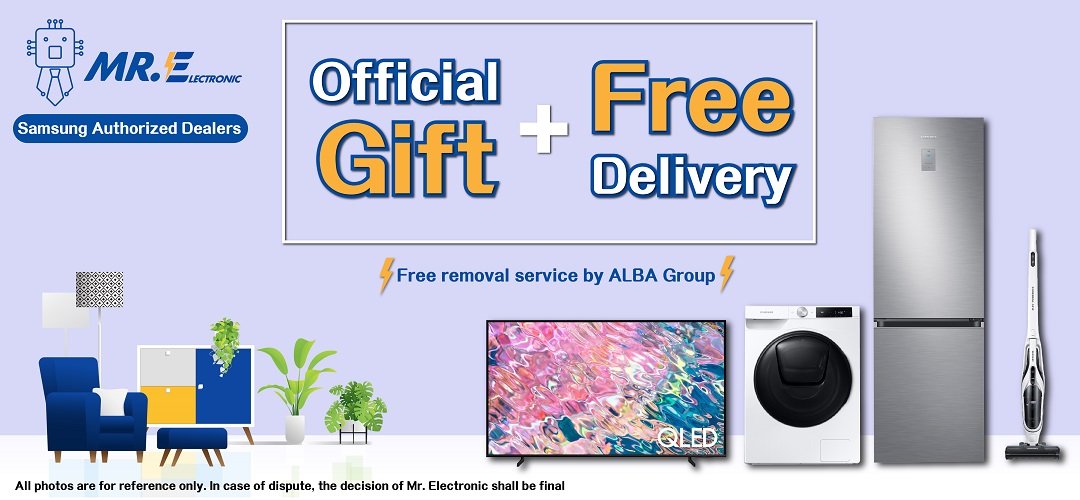 MR. ELECTRONIC
Samsung Authorized Dealers
Official
Gift
+
Free
Delivery
Free removal service by ALBA Group
SAMSUNG
QLED
All photos are for reference only. In case of dispute, the decision of Mr. Electronic shall be final